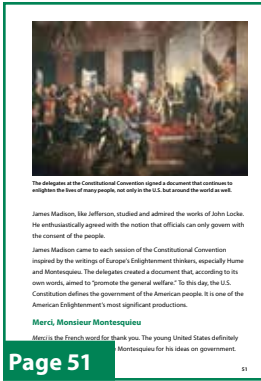 The delegates at the Constitutional Convention signed a document that continues to
enlighten the lives of many people, not only in the U.S. but around the world as well.
James Madison, like Jefferson, studied and admired the works of John Locke.
He enthusiastically agreed with the notion that officials can only govern with
the consent of the people.
James Madison came to each session of the Constitutional Convention
inspired by the writings of Europe's Enlightenment thinkers, especially Hume
and Montesquieu. The delegates created a document that, according to its
own words, aimed to "promote the general welfare." To this day, the U.S.
Constitution defines the government of the American people. It is one of the
American Enlightenment's most significant productions.
Merci, Monsieur Montesquieu
Merci is the French word for thank you. The young United States definitely
Montesquieu for his ideas on government.
Page 51
51